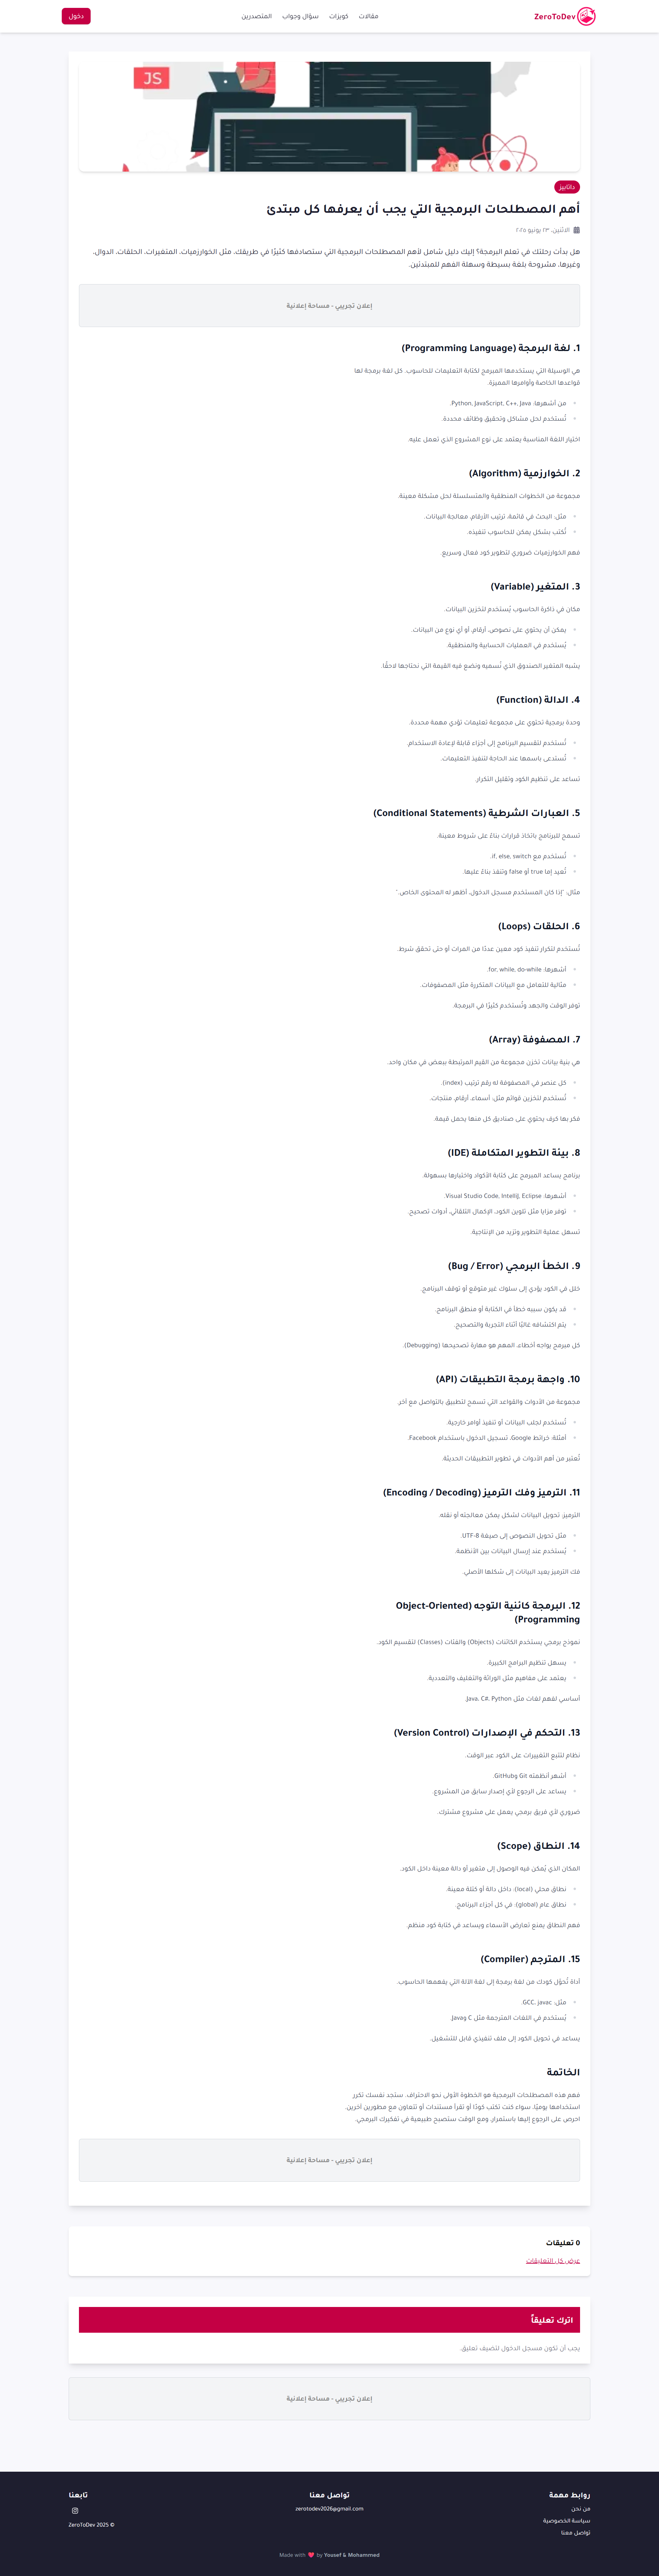 ZeroToDev
مقالات
كويزات
سؤال وجواب
المتصدرين
دخول
JS
داتابيز
أهم المصطلحات البرمجية التي يجب أن يعرفها كل مبتدئ
الاثنين، ٢٣ يونيو ٢٠٢٥
هل بدأت رحلتك في تعلم البرمجة؟ إليك دليل شامل لأهم المصطلحات البرمجية التي ستصادفها كثيرًا في طريقك، مثل الخوارزميات، المتغيرات، الحلقات، الدوال،
وغيرها، مشروحة بلغة بسيطة وسهلة الفهم للمبتدئين.
إعلان تجريبي - مساحة إعلانية
1. لغة البرمجة (Programming Language)
هي الوسيلة التي يستخدمها المبرمج لكتابة التعليمات للحاسوب. كل لغة برمجة لها
قواعدها الخاصة وأوامرها المميزة.
من أشهرها: Python, JavaScript, C++, Java.
تُستخدم لحل مشاكل وتحقيق وظائف محددة.
اختيار اللغة المناسبة يعتمد على نوع المشروع الذي تعمل عليه.
2. الخوارزمية (Algorithm)
مجموعة من الخطوات المنطقية والمتسلسلة لحل مشكلة معينة.
مثل: البحث في قائمة، ترتيب الأرقام، معالجة البيانات.
تُكتب بشكل يمكن للحاسوب تنفيذه.
فهم الخوارزميات ضروري لتطوير كود فعال وسريع.
3. المتغير (Variable)
مكان في ذاكرة الحاسوب يُستخدم لتخزين البيانات.
يمكن أن يحتوي على نصوص، أرقام، أو أي نوع من البيانات.
يُستخدم في العمليات الحسابية والمنطقية.
يشبه المتغير الصندوق الذي تُسميه وتضع فيه القيمة التي تحتاجها لاحقًا.
4. الدالة (Function)
وحدة برمجية تحتوي على مجموعة تعليمات تؤدي مهمة محددة.
تُستخدم لتقسيم البرنامج إلى أجزاء قابلة لإعادة الاستخدام.
تُستدعى باسمها عند الحاجة لتنفيذ التعليمات.
تساعد على تنظيم الكود وتقليل التكرار.
5. العبارات الشرطية (Conditional Statements)
تسمح للبرنامج باتخاذ قرارات بناءً على شروط معينة.
تُستخدم مع if, else, switch.
تُعيد إما true أو false وتنفذ بناءً عليها.
مثال: "إذا كان المستخدم مسجل الدخول، أظهر له المحتوى الخاص."
6. الحلقات (Loops)
تُستخدم لتكرار تنفيذ كود معين عددًا من المرات أو حتى تحقق شرط.
أشهرها: for, while, do-while.
مثالية للتعامل مع البيانات المتكررة مثل المصفوفات.
توفر الوقت والجهد وتُستخدم كثيرًا في البرمجة.
7. المصفوفة (Array)
هي بنية بيانات تخزن مجموعة من القيم المرتبطة ببعض في مكان واحد.
كل عنصر في المصفوفة له رقم ترتيب (index).
تُستخدم لتخزين قوائم مثل: أسماء، أرقام، منتجات.
فكر بها كرف يحتوي على صناديق كل منها يحمل قيمة.
8. بيئة التطوير المتكاملة (IDE)
برنامج يساعد المبرمج على كتابة الأكواد واختبارها بسهولة.
أشهرها: Visual Studio Code, IntelliJ, Eclipse.
توفر مزايا مثل تلوين الكود، الإكمال التلقائي، أدوات تصحيح.
تسهل عملية التطوير وتزيد من الإنتاجية.
9. الخطأ البرمجي (Bug / Error)
خلل في الكود يؤدي إلى سلوك غير متوقع أو توقف البرنامج.
قد يكون سببه خطأ في الكتابة أو منطق البرنامج.
يتم اكتشافه غالبًا أثناء التجربة والتصحيح.
كل مبرمج يواجه أخطاء، المهم هو مهارة تصحيحها (Debugging).
10. واجهة برمجة التطبيقات (API)
مجموعة من الأدوات والقواعد التي تسمح لتطبيق بالتواصل مع آخر.
تُستخدم لجلب البيانات أو تنفيذ أوامر خارجية.
أمثلة: خرائط Google، تسجيل الدخول باستخدام Facebook.
تُعتبر من أهم الأدوات في تطوير التطبيقات الحديثة.
11. الترميز وفك الترميز (Encoding / Decoding)
الترميز: تحويل البيانات لشكل يمكن معالجته أو نقله.
مثل تحويل النصوص إلى صيغة UTF-8.
يُستخدم عند إرسال البيانات بين الأنظمة.
فك الترميز يعيد البيانات إلى شكلها الأصلي.
12. البرمجة كائنية التوجه (Object-Oriented
Programming)
نموذج برمجي يستخدم الكائنات (Objects) والفئات (Classes) لتقسيم الكود.
يسهل تنظيم البرامج الكبيرة.
يعتمد على مفاهيم مثل الوراثة والتغليف والتعددية.
أساسي لفهم لغات مثل Java, C#, Python.
13. التحكم في الإصدارات (Version Control)
نظام لتتبع التغييرات على الكود عبر الوقت.
أشهر أنظمته Git وGitHub.
يساعد على الرجوع لأي إصدار سابق من المشروع.
ضروري لأي فريق برمجي يعمل على مشروع مشترك.
14. النطاق (Scope)
المكان الذي يُمكن فيه الوصول إلى متغير أو دالة معينة داخل الكود.
نطاق محلي (local): داخل دالة أو كتلة معينة.
نطاق عام (global): في كل أجزاء البرنامج.
فهم النطاق يمنع تعارض الأسماء ويساعد في كتابة كود منظم.
15. المترجم (Compiler)
أداة تُحوّل كودك من لغة برمجة إلى لغة الآلة التي يفهمها الحاسوب.
مثل: GCC, javac.
يُستخدم في اللغات المترجمة مثل C وJava.
يساعد في تحويل الكود إلى ملف تنفيذي قابل للتشغيل.
الخاتمة
فهم هذه المصطلحات البرمجية هو الخطوة الأولى نحو الاحتراف. ستجد نفسك تكرر
استخدامها يوميًا، سواء كنت تكتب كودًا أو تقرأ مستندات أو تتعاون مع مطورين آخرين.
احرص على الرجوع إليها باستمرار، ومع الوقت ستصبح طبيعية في تفكيرك البرمجي.
إعلان تجريبي - مساحة إعلانية
0 تعليقات
عرض كل التعليقات
اترك تعليقاً
يجب أن تكون مسجل الدخول لتضيف تعليق.
إعلان تجريبي - مساحة إعلانية
روابط مهمة
من نحن
سياسة الخصوصية
تواصل معنا
تواصل معنا
zerotodev2026@gmail.com
تابعنا
ZeroToDev 2025 ©
Made with ❤️ by Yousef & Mohammed